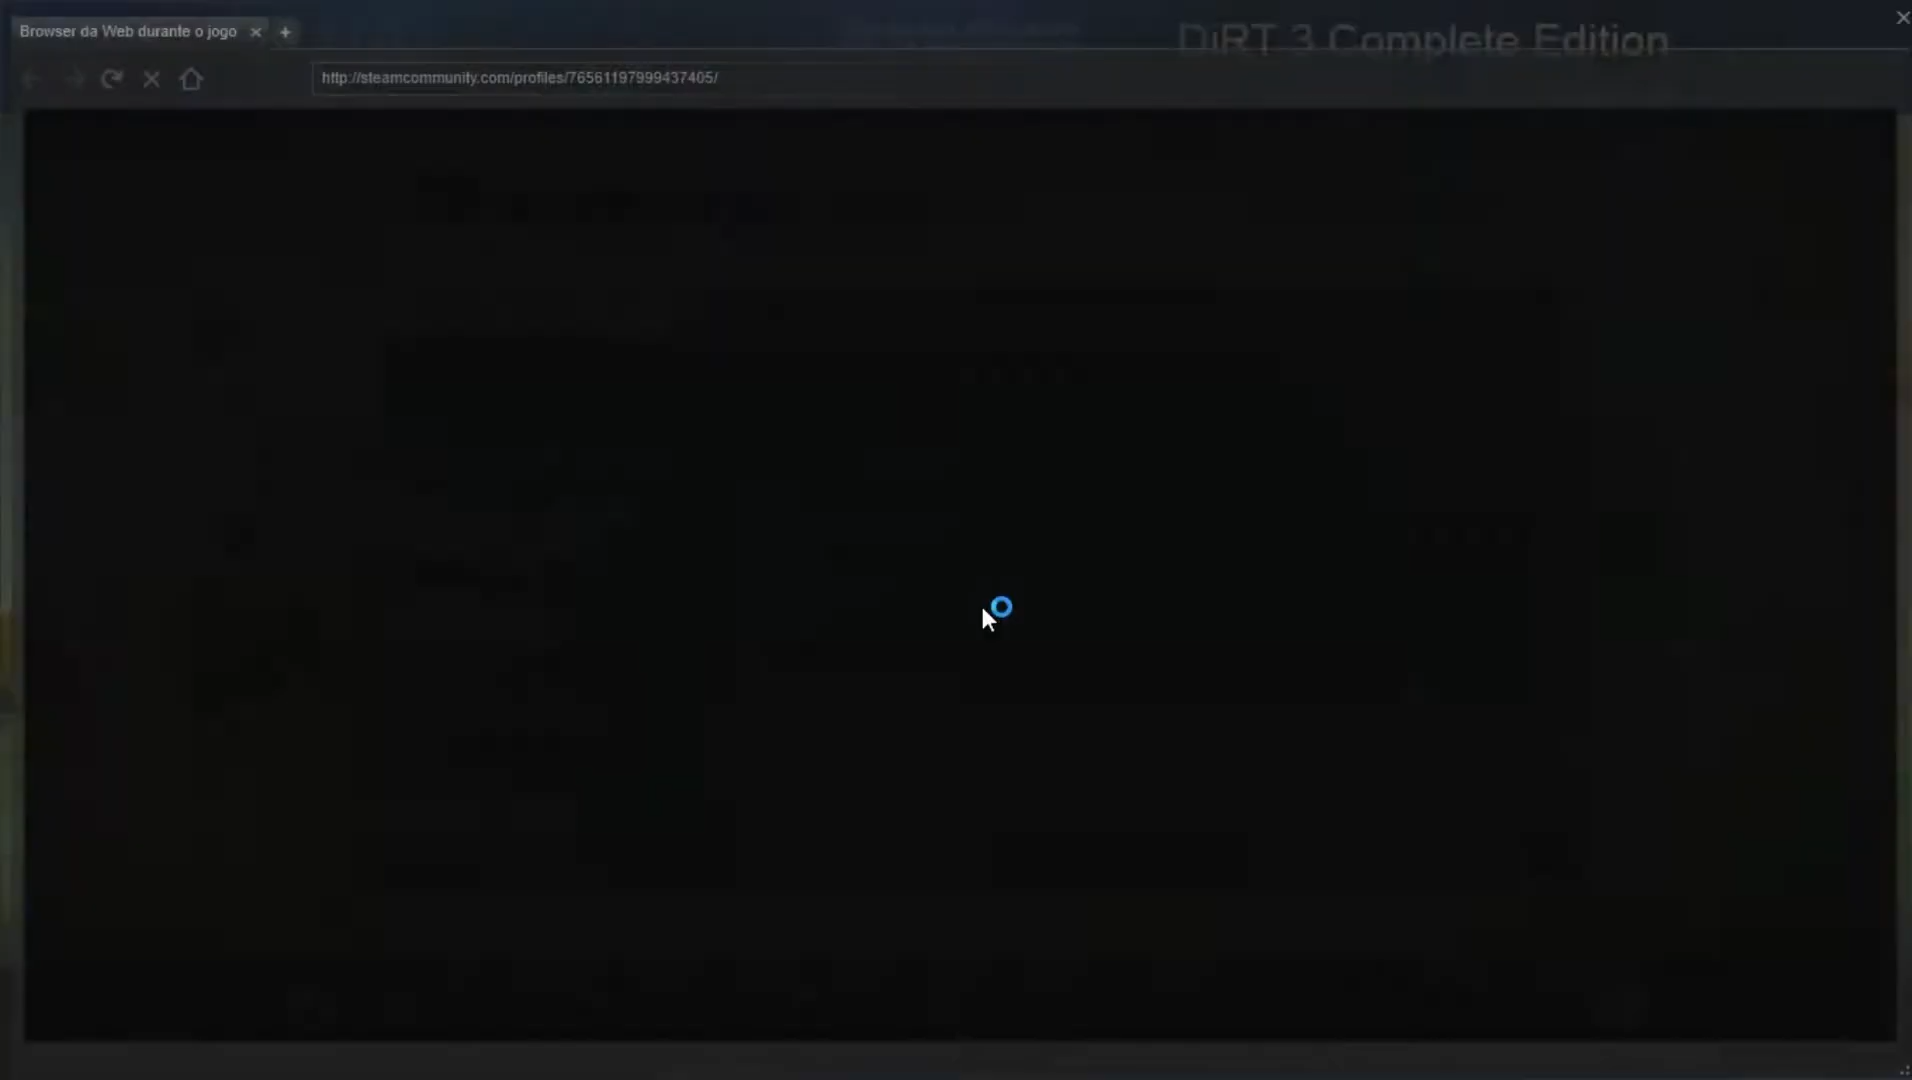 Browser da Web durante o jogo
DiRT 3 Complete Edition
http://steamcommunity.com/profiles/76561197999437405/